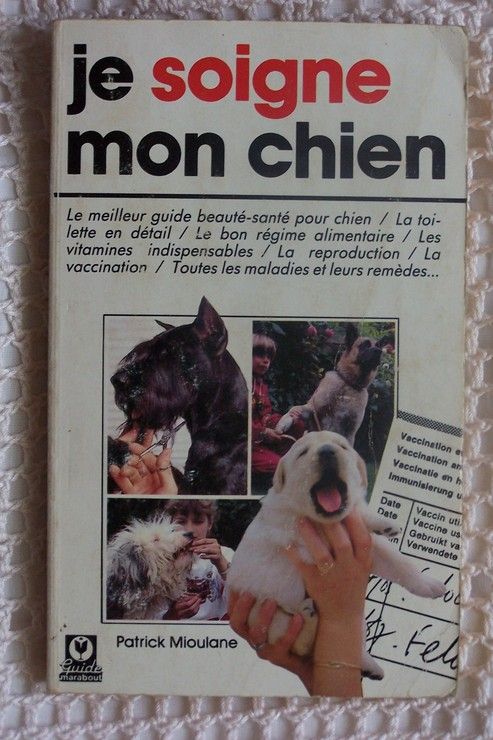 je soigne
mon chien
Le meilleur guide beauté-santé pour chien / La toi-
lette en détail / Le bon régime alimentaire / Les
vitamines indispensables / La reproduction / La
vaccination / Toutes les maladies et leurs remèdes...
Vaccination
Vaccination
Vaccinatie
Immunisierung
Date
Date
Vaccin
Vaccine
Gebruikt
Verwendete
Patrick Mioulane
Guide
marabout